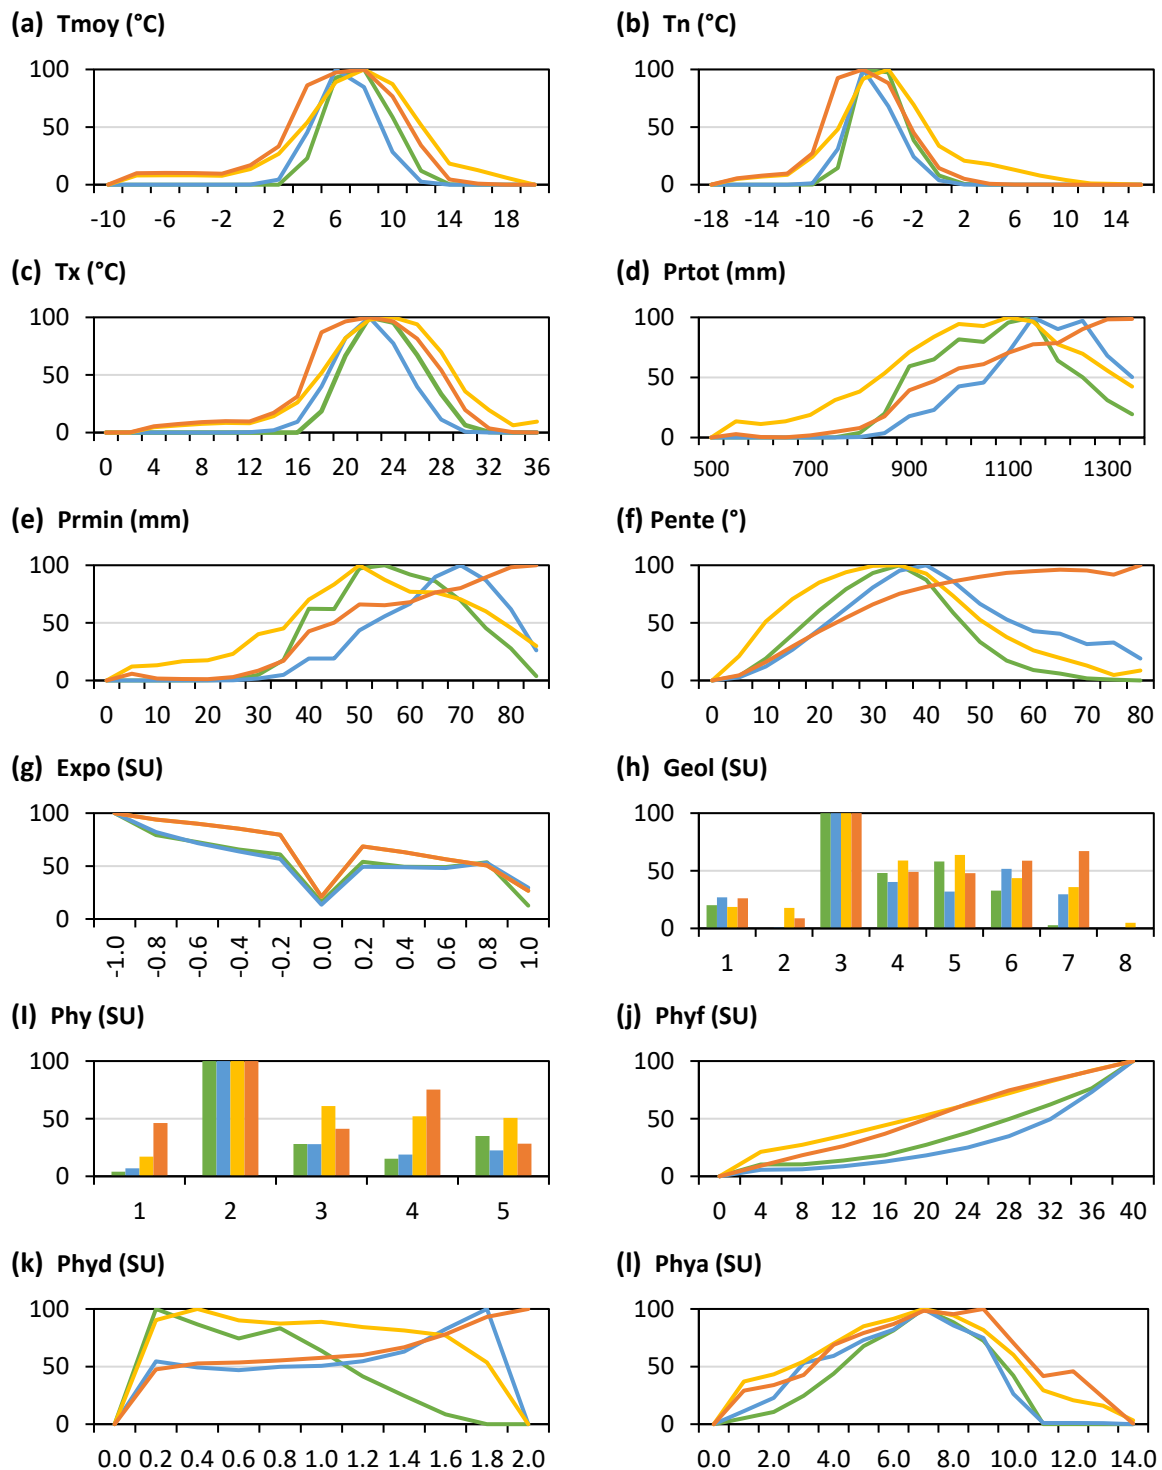 (a) Tmoy (°C)
(b) Tn (°C)
100
50
0
-10 -6 -2 2 6 10 14 18
100
50
0
-18 -14 -10 -6 -2 2 6 10 14
(c) Tx (°C)
(d) Prtot (mm)
100
50
0
0 4 8 12 16 20 24 28 32 36
100
50
0
500 700 900 1100 1300
(e) Prmin (mm)
(f) Pente (°)
100
50
0
0 10 20 30 40 50 60 70 80
100
50
0
0 10 20 30 40 50 60 70 80
(g) Expo (SU)
(h) Geol (SU)
100
50
0
-1.0 -0.8 -0.6 -0.4 -0.2 0.0 0.2 0.4 0.6 0.8 1.0
100
50
0
1 2 3 4 5 6 7 8
(I) Phy (SU)
(j) Phyf (SU)
100
50
0
1 2 3 4 5
100
50
0
0 4 8 12 16 20 24 28 32 36 40
(k) Phyd (SU)
(l) Phya (SU)
100
50
0
0.0 0.2 0.4 0.6 0.8 1.0 1.2 1.4 1.6 1.8 2.0
100
50
0
0.0 2.0 4.0 6.0 8.0 10.0 12.0 14.0